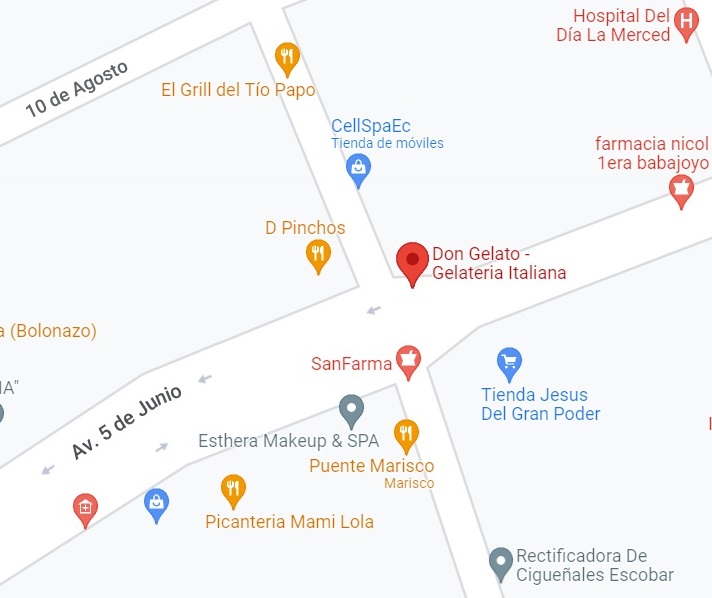 Hospital Del
Día La Merced
10 de Agosto
El Grill del Tío Papo
CellSpaEc
Tienda de móviles
farmacia nicol
1era babajoyo
D Pinchos
Don Gelato -
Gelateria Italiana
a (Bolonazo)
SanFarma
IA"
Av. 5 de Junio
Tienda Jesus
Del Gran Poder
Esthera Makeup & SPA
Puente Marisco
Marisco
Picanteria Mami Lola
Rectificadora De
Cigueñales Escobar